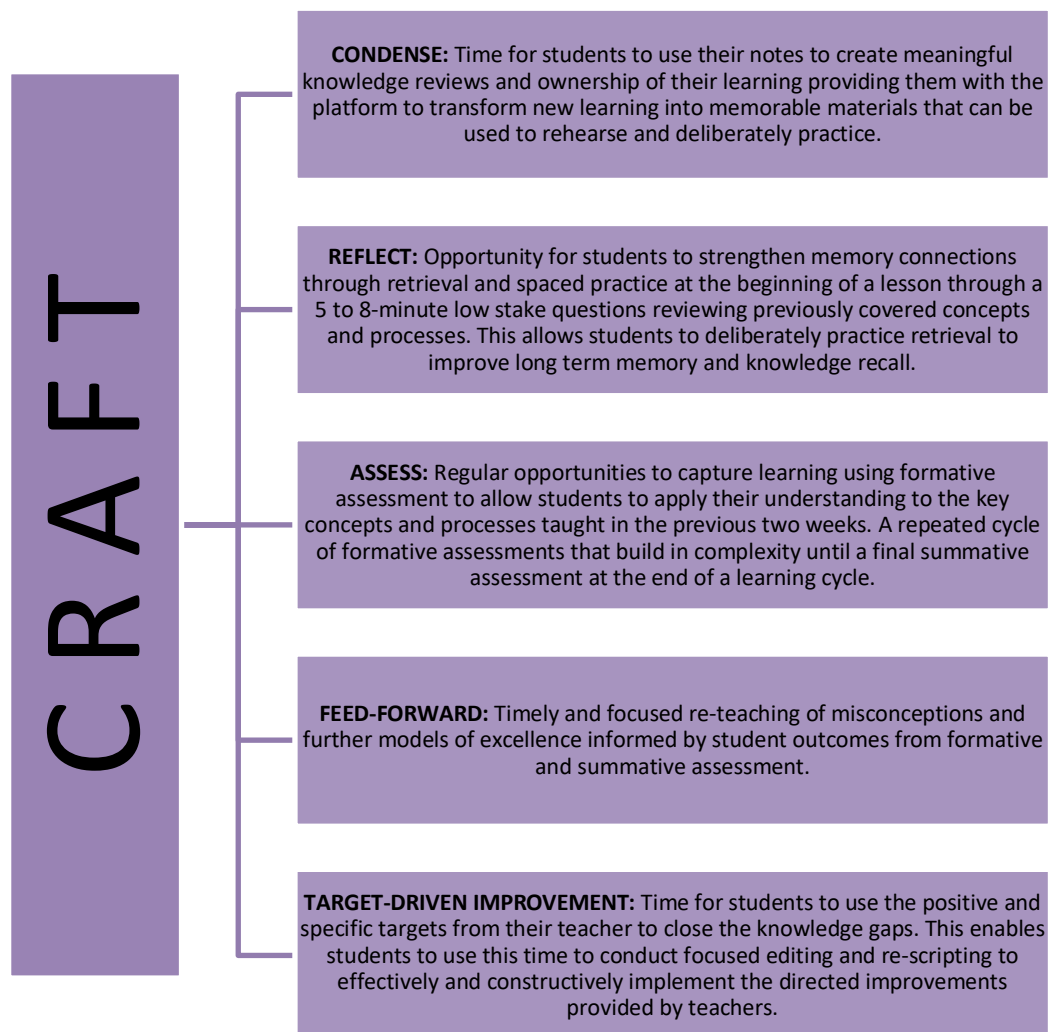 CRAFT
CONDENSE: Time for students to use their notes to create meaningful
knowledge reviews and ownership of their learning providing them with the
platform to transform new learning into memorable materials that can be
used to rehearse and deliberately practice.
REFLECT: Opportunity for students to strengthen memory connections
through retrieval and spaced practice at the beginning of a lesson through a
5 to 8-minute low stake questions reviewing previously covered concepts
and processes. This allows students to deliberately practice retrieval to
improve long term memory and knowledge recall.
ASSESS: Regular opportunities to capture learning using formative
assessment to allow students to apply their understanding to the key
concepts and processes taught in the previous two weeks. A repeated cycle
of formative assessments that build in complexity until a final summative
assessment at the end of a learning cycle.
FEED-FORWARD: Timely and focused re-teaching of misconceptions and
further models of excellence informed by student outcomes from formative
and summative assessment.
TARGET-DRIVEN IMPROVEMENT: Time for students to use the positive and
specific targets from their teacher to close the knowledge gaps. This enables
students to use this time to conduct focused editing and re-scripting to
effectively and constructively implement the directed improvements
provided by teachers.